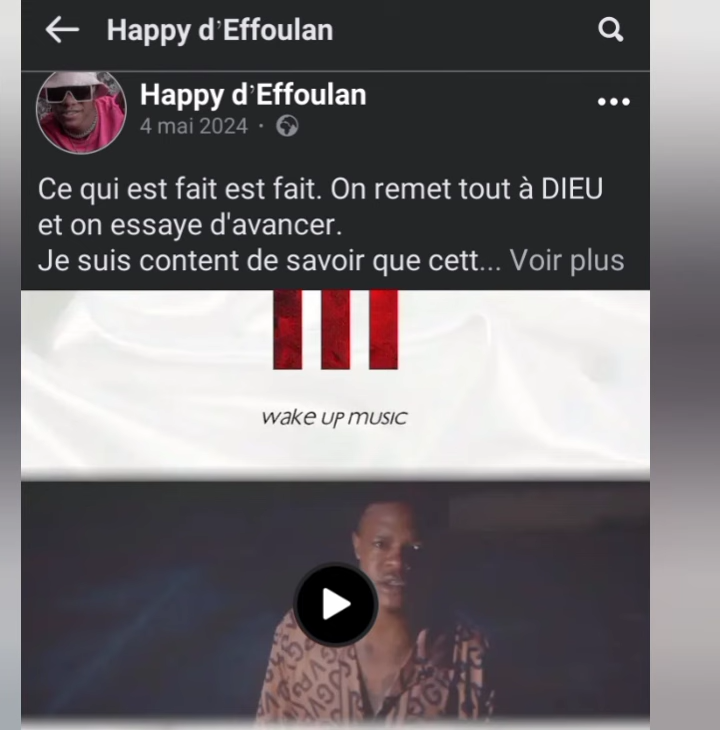 Happy d’Effoulan
Happy d’Effoulan
4 mai 2024 ·
Ce qui est fait est fait. On remet tout à DIEU
et on essaye d'avancer.
Je suis content de savoir que cett... Voir plus
wake up music